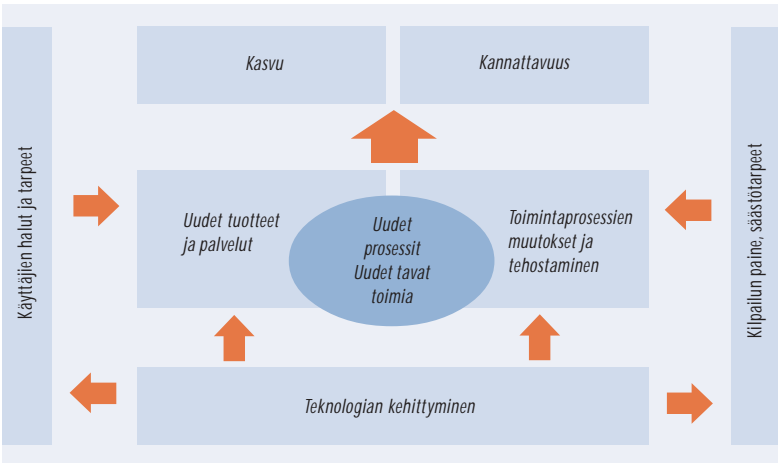 Kasvu
Kannattavuus
Käyttäjien halut ja tarpeet
Uudet tuotteet
ja palvelut
Uudet
prosessit
Uudet tavat
toimia
Toimintaprosessien
muutokset ja
tehostaminen
Kilpailun paine, säästötarpeet
Teknologian kehittyminen